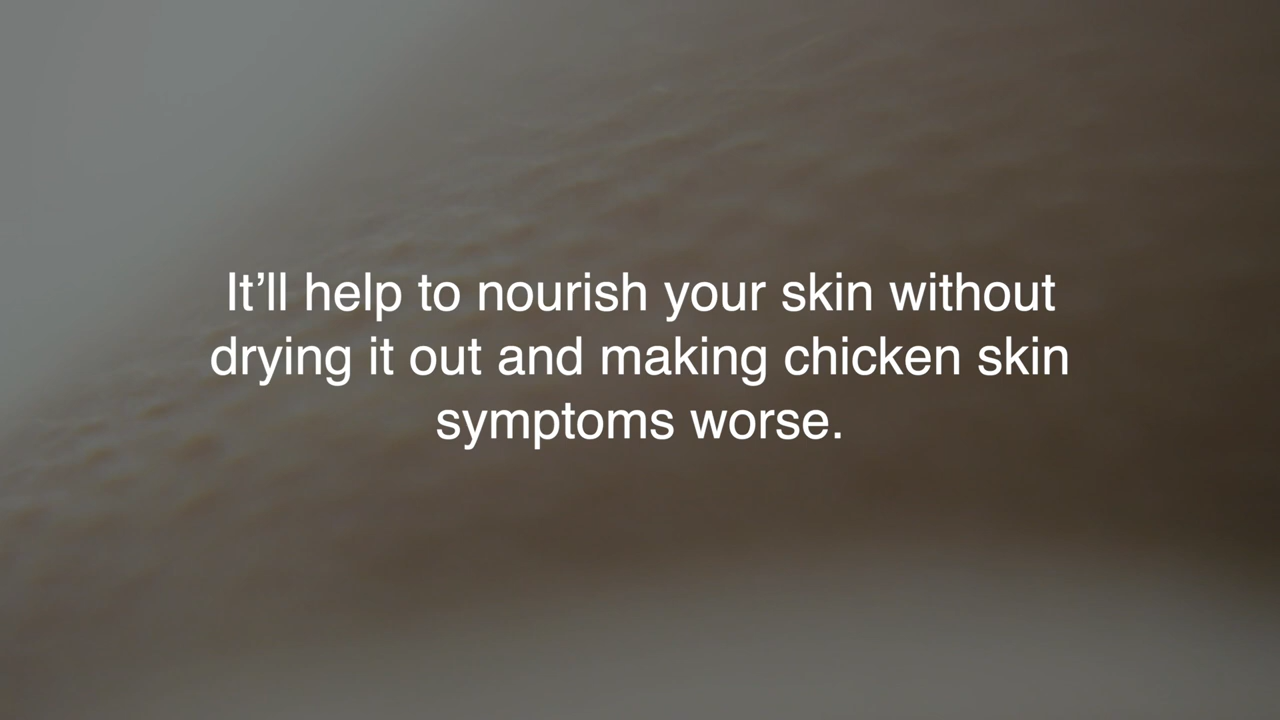 It’ll help to nourish your skin without
drying it out and making chicken skin
symptoms worse.